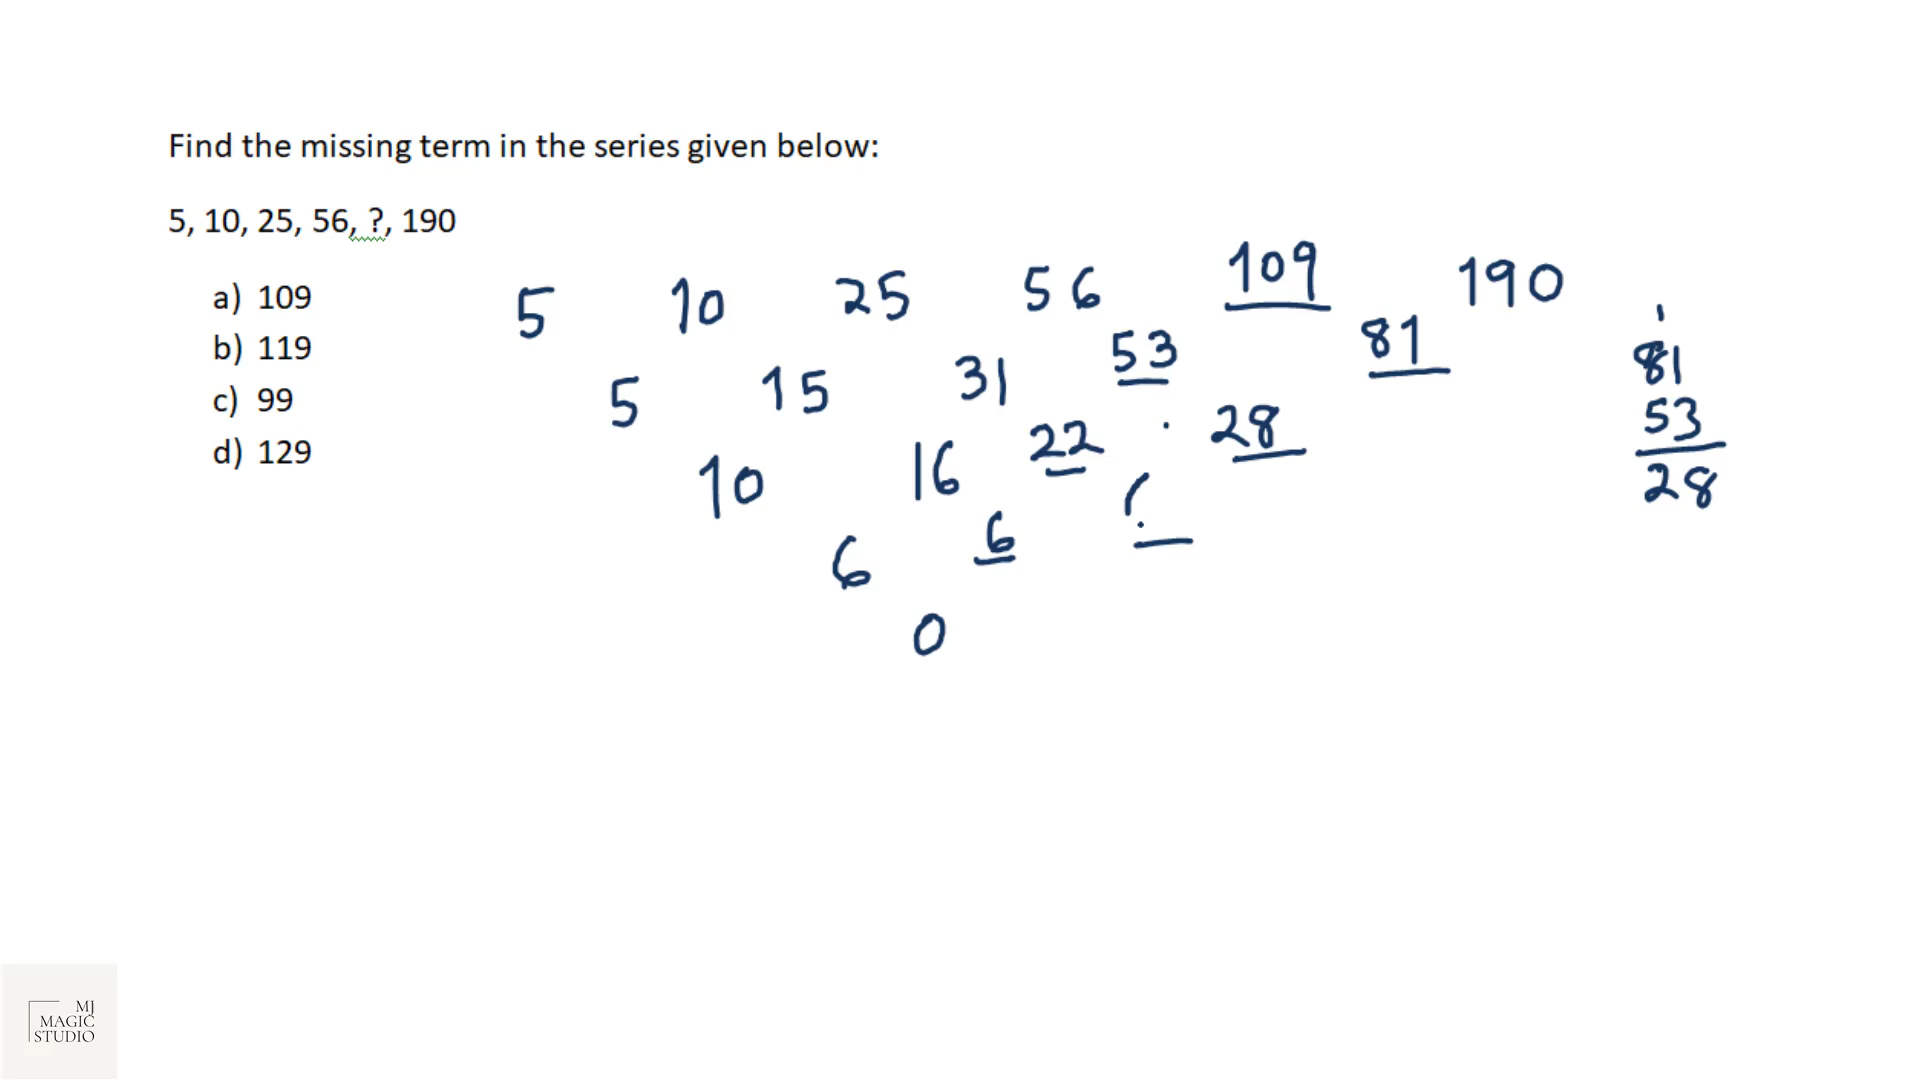 Find the missing term in the series given below:
5, 10, 25, 56, ?, 190
a) 109
b) 119
c) 99
d) 129
5 10 25 56 109 190
5 15 31 53 81
10 16 22 28
6 6
0
81
53
28
MJ
MAGIC
STUDIO